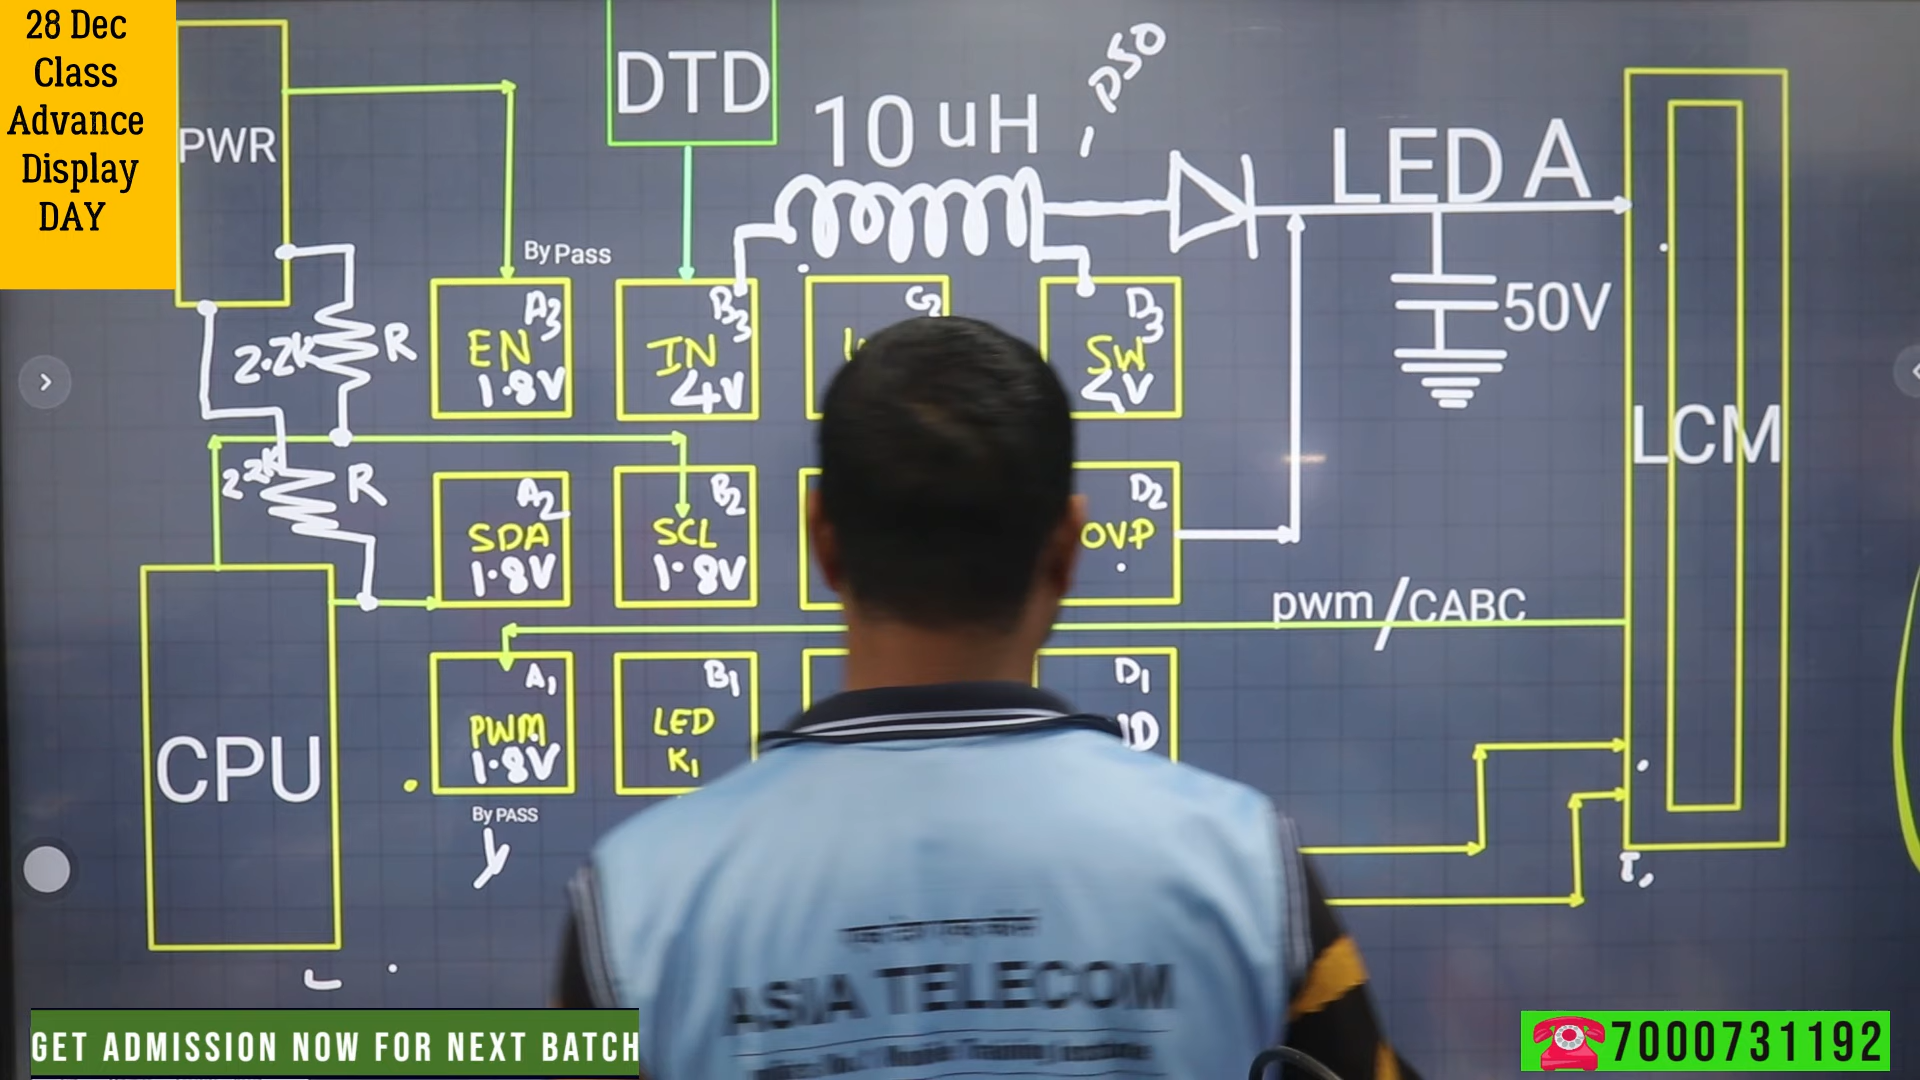 28 Dec
Class
Advance
Display
DAY
PWR
DTD
10 uH
LED A
By Pass
A3
EN
1.8V
B3
IN
4V
D3
SW
50V
2.2K R
2.2K R
LCM
A2
SDA
1.8V
B2
SCL
1.8V
D2
OVP
pwm/CABC
CPU
A1
PWM
1.8V
By PASS
B1
LED
K1
D1
ASIA TELECOM
GET ADMISSION NOW FOR NEXT BATCH
7000731192